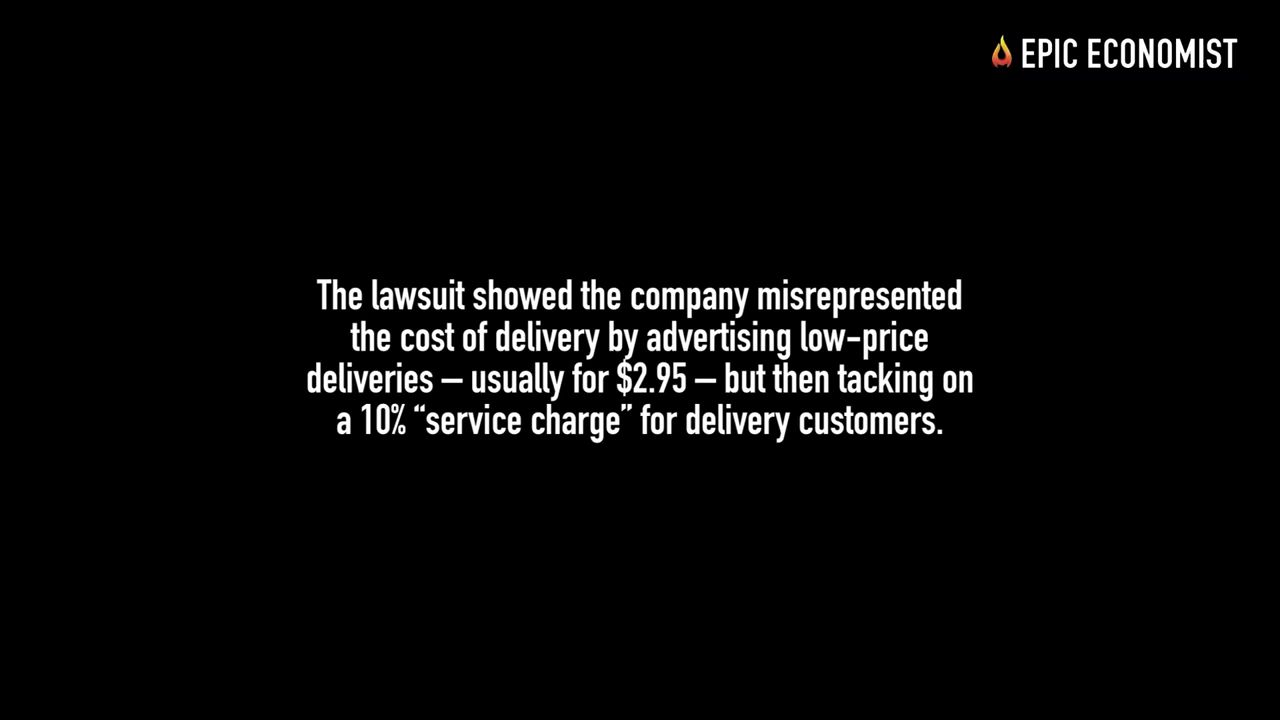 EPIC ECONOMIST
The lawsuit showed the company misrepresented
the cost of delivery by advertising low-price
deliveries — usually for $2.95 — but then tacking on
a 10% “service charge” for delivery customers.